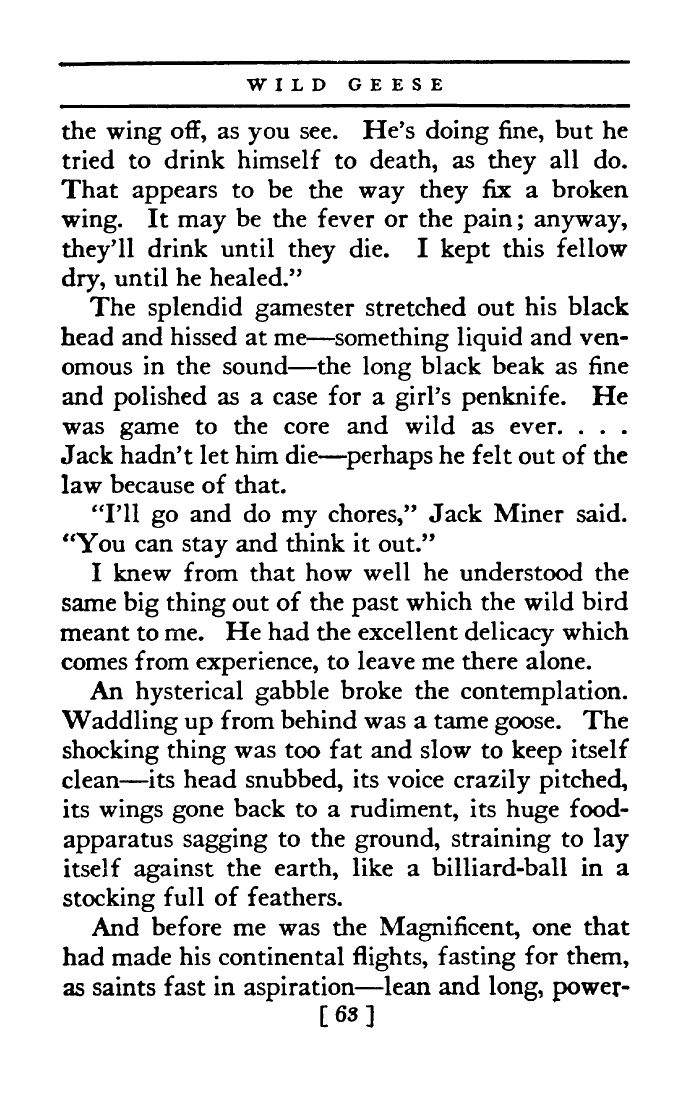 WILD GEESE
the wing off, as you see. He's doing fine, but he
tried to drink himself to death, as they all do.
That appears to be the way they fix a broken
wing. It may be the fever or the pain; anyway,
they'll drink until they die. I kept this fellow
dry, until he healed.”
The splendid gamester stretched out his black
head and hissed at me—something liquid and ven-
omous in the sound—the long black beak as fine
and polished as a case for a girl's penknife. He
was game to the core and wild as ever. . . .
Jack hadn't let him die—perhaps he felt out of the
law because of that.
“I'll go and do my chores,” Jack Miner said.
“You can stay and think it out.”
I knew from that how well he understood the
same big thing out of the past which the wild bird
meant to me. He had the excellent delicacy which
comes from experience, to leave me there alone.
An hysterical gabble broke the contemplation.
Waddling up from behind was a tame goose. The
shocking thing was too fat and slow to keep itself
clean—its head snubbed, its voice crazily pitched,
its wings gone back to a rudiment, its huge food-
apparatus sagging to the ground, straining to lay
itself against the earth, like a billiard-ball in a
stocking full of feathers.
And before me was the Magnificent, one that
had made his continental flights, fasting for them,
as saints fast in aspiration—lean and long, power-
[ 63 ]